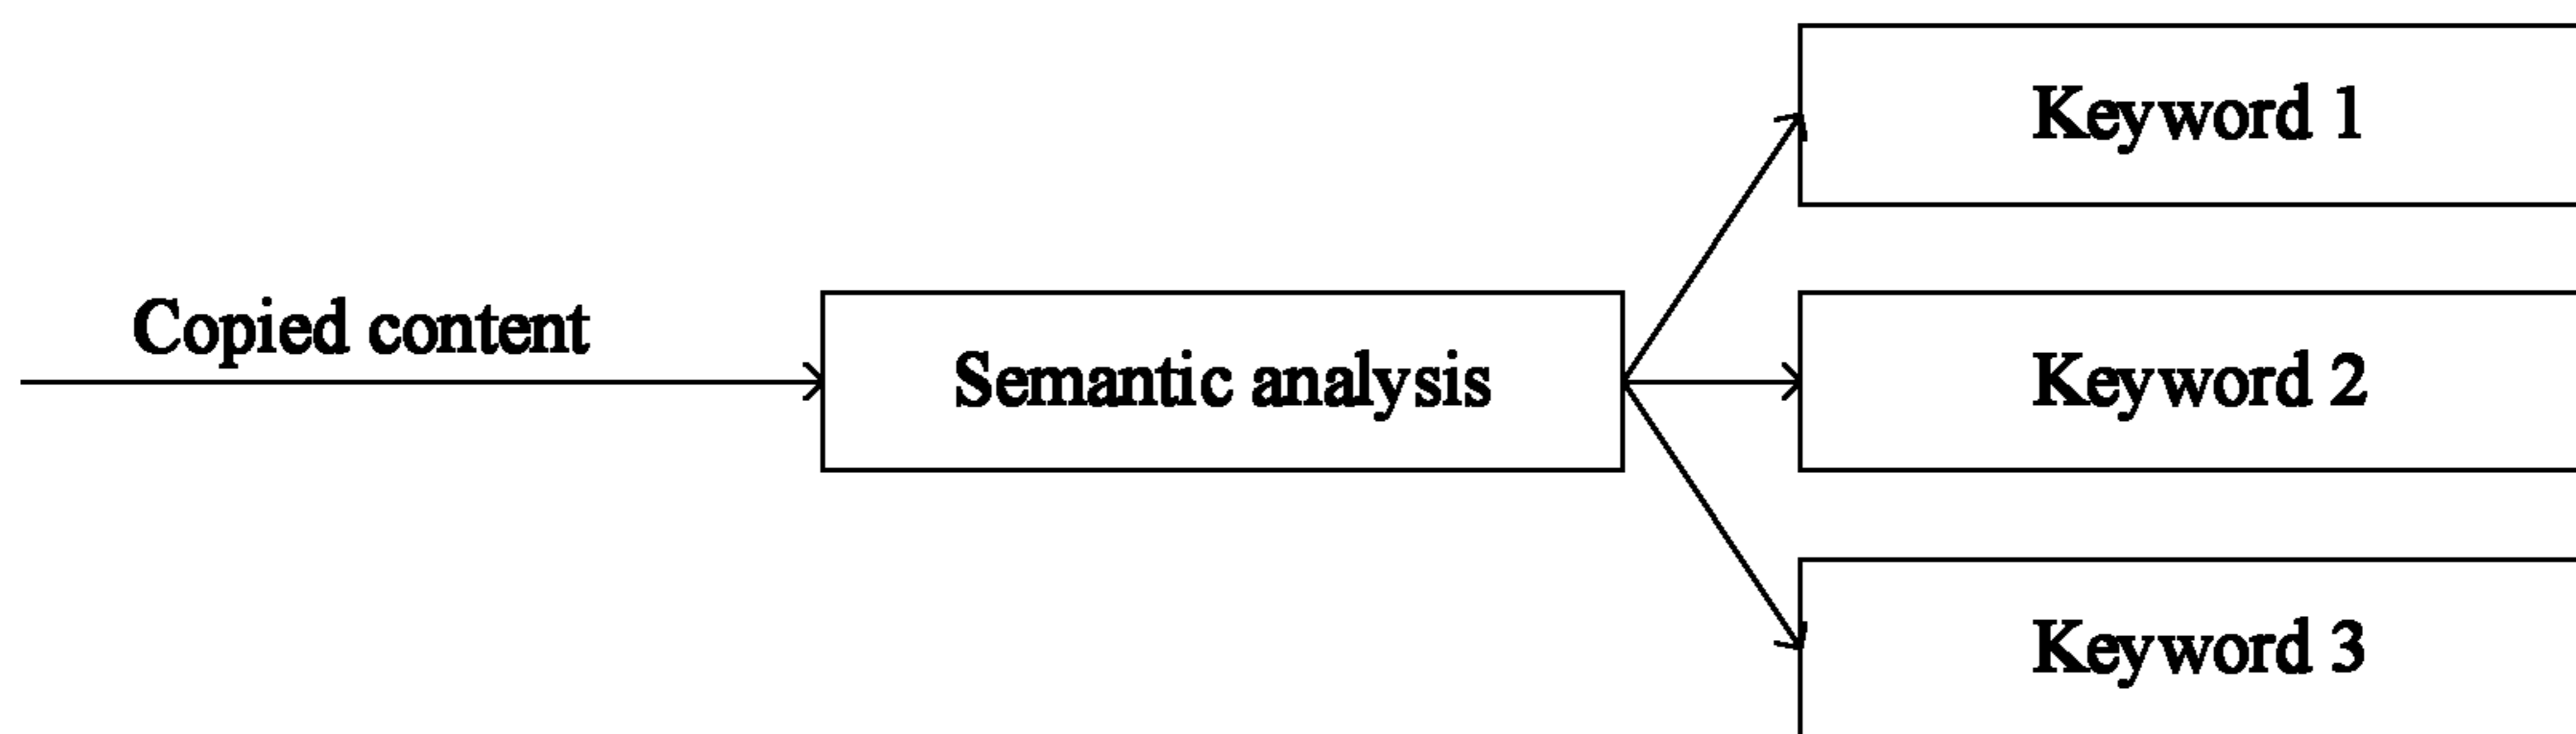 Copied content
Semantic analysis
Keyword 1
Keyword 2
Keyword 3